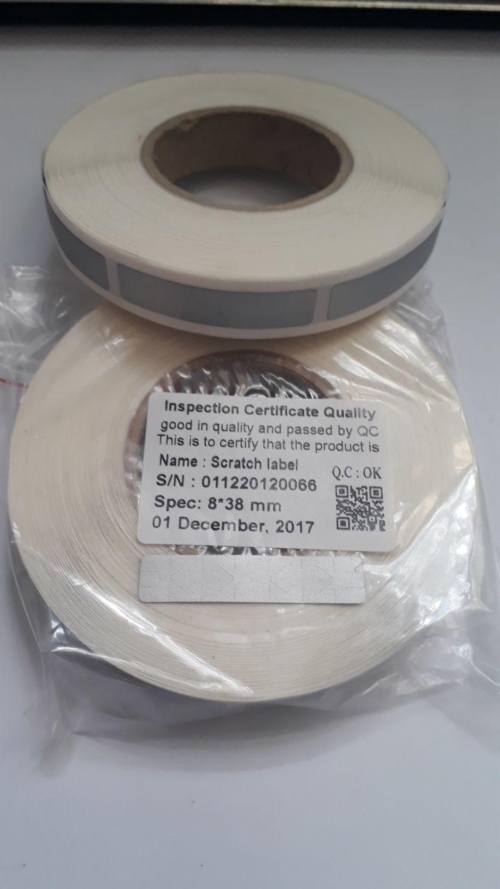 Inspection Certificate Quality
good in quality and passed by QC
This is to certify that the product is
Name : Scratch label
Q.C : OK
S/N : 011220120066
Spec: 8*38 mm
01 December, 2017